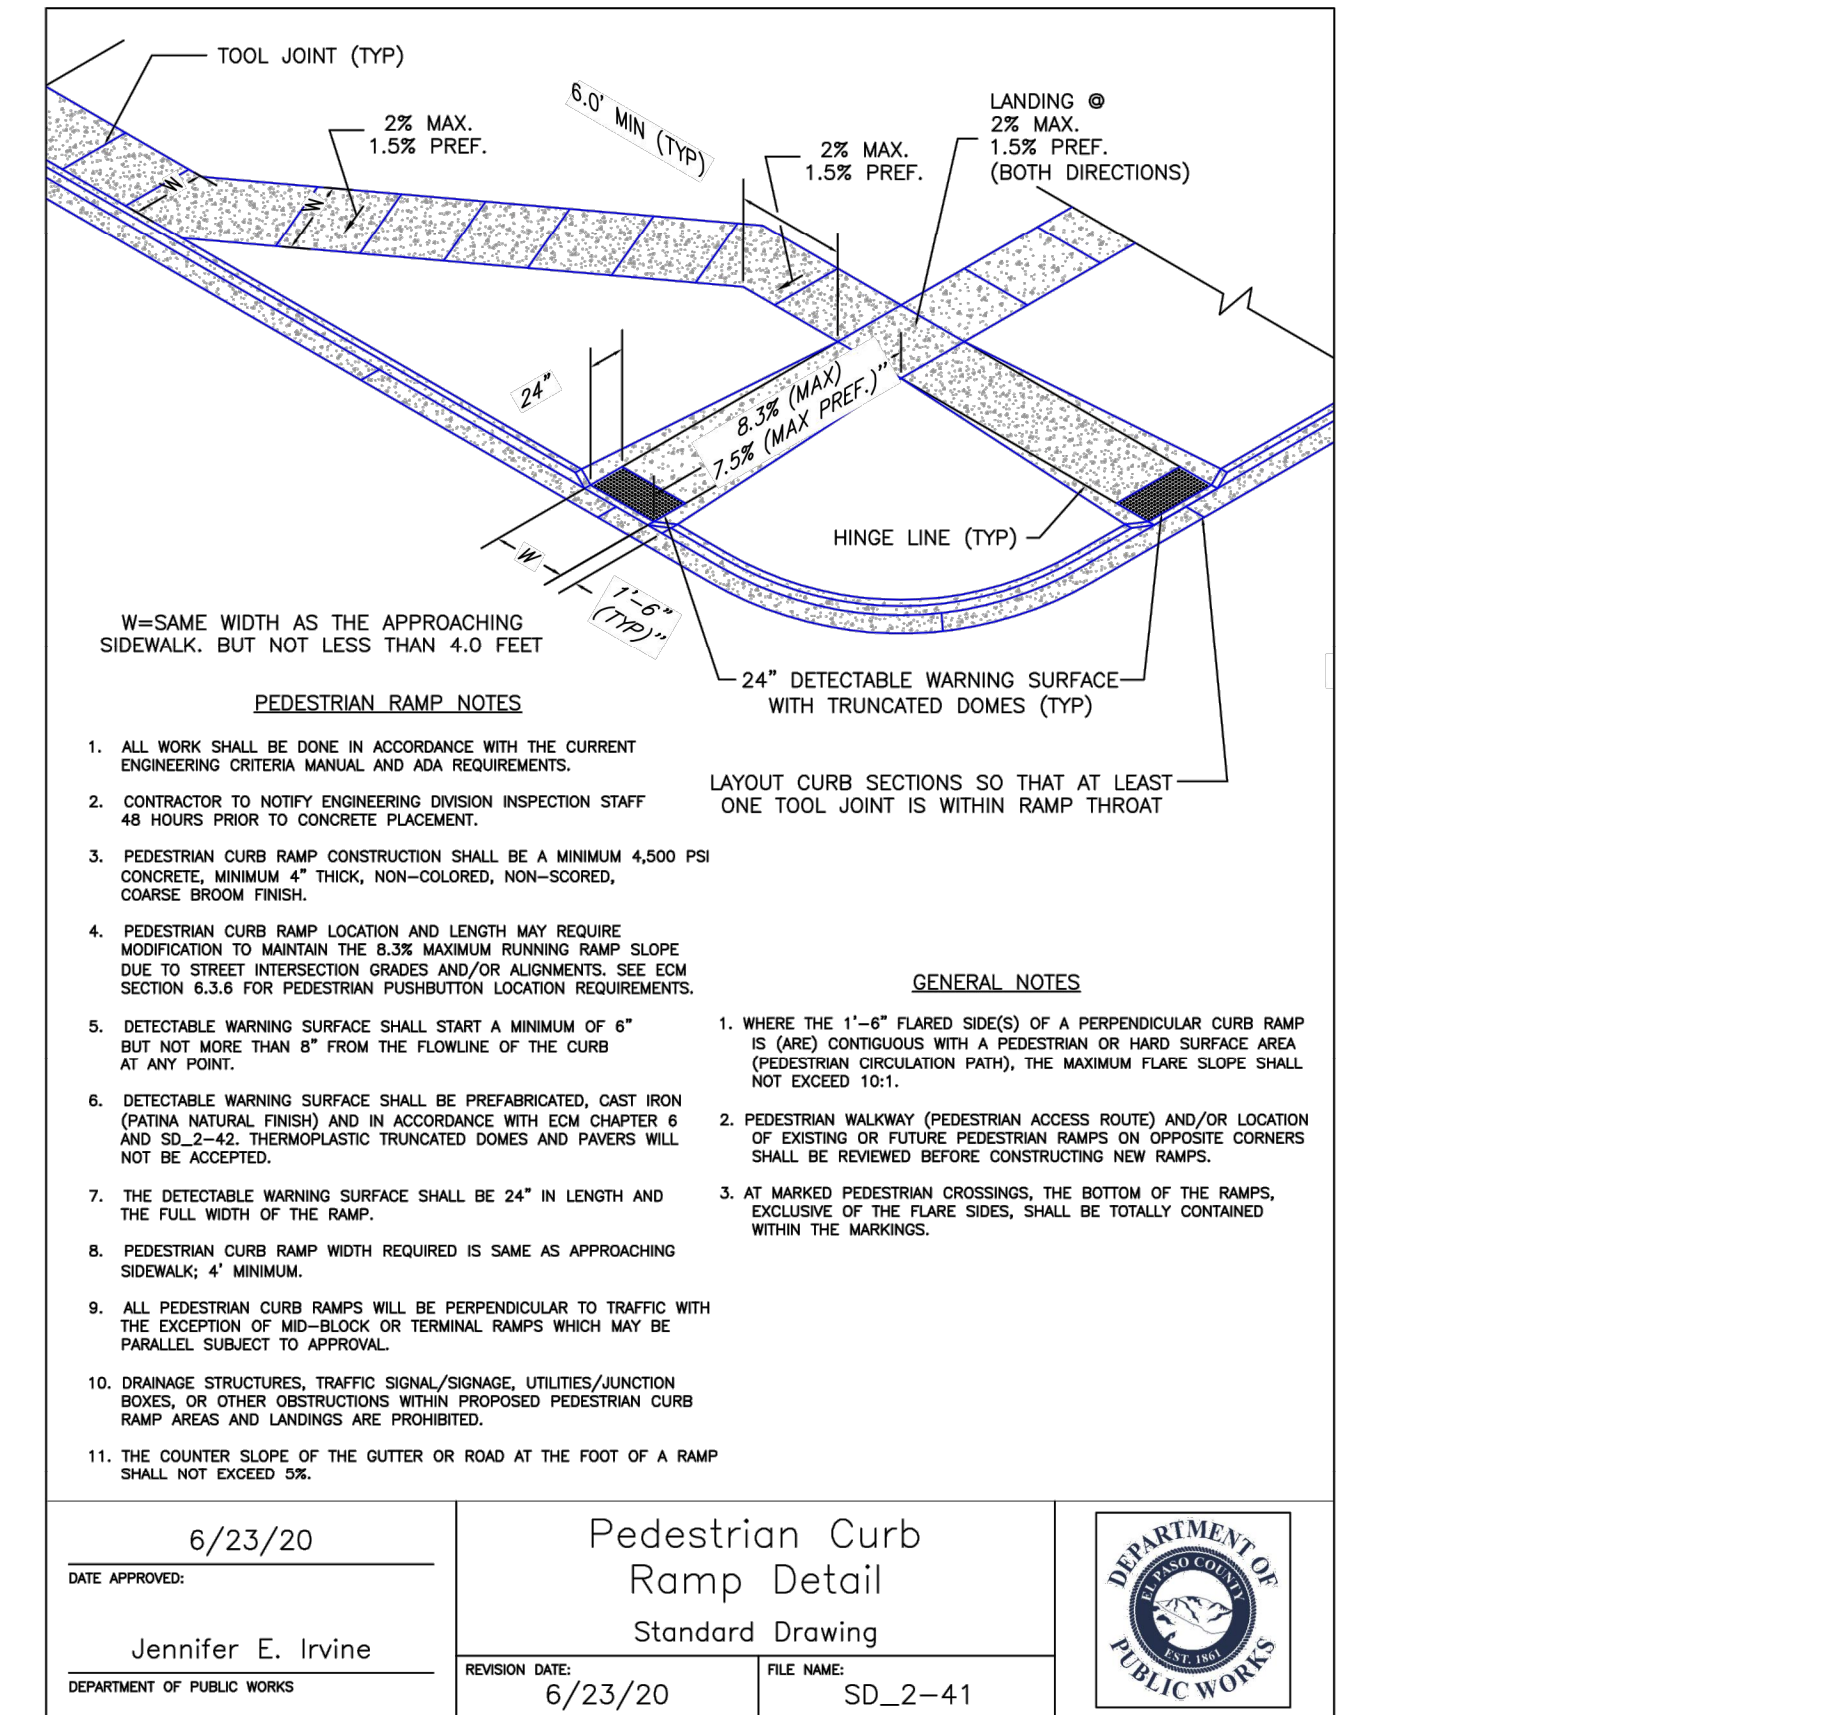 TOOL JOINT (TYP)
2% MAX.
1.5% PREF.
6.0' MIN (TYP)
2% MAX.
1.5% PREF.
LANDING @
2% MAX.
1.5% PREF.
(BOTH DIRECTIONS)
W
W
24"
8.3% (MAX)
7.5% (MAX PREF.)"
HINGE LINE (TYP)
W
1'-6"
(TYP)"
W=SAME WIDTH AS THE APPROACHING
SIDEWALK. BUT NOT LESS THAN 4.0 FEET
24" DETECTABLE WARNING SURFACE
WITH TRUNCATED DOMES (TYP)
LAYOUT CURB SECTIONS SO THAT AT LEAST
ONE TOOL JOINT IS WITHIN RAMP THROAT
PEDESTRIAN RAMP NOTES
1. ALL WORK SHALL BE DONE IN ACCORDANCE WITH THE CURRENT
ENGINEERING CRITERIA MANUAL AND ADA REQUIREMENTS.
2. CONTRACTOR TO NOTIFY ENGINEERING DIVISION INSPECTION STAFF
48 HOURS PRIOR TO CONCRETE PLACEMENT.
3. PEDESTRIAN CURB RAMP CONSTRUCTION SHALL BE A MINIMUM 4,500 PSI
CONCRETE, MINIMUM 4" THICK, NON-COLORED, NON-SCORED,
COARSE BROOM FINISH.
4. PEDESTRIAN CURB RAMP LOCATION AND LENGTH MAY REQUIRE
MODIFICATION TO MAINTAIN THE 8.3% MAXIMUM RUNNING RAMP SLOPE
DUE TO STREET INTERSECTION GRADES AND/OR ALIGNMENTS. SEE ECM
SECTION 6.3.6 FOR PEDESTRIAN PUSHBUTTON LOCATION REQUIREMENTS.
5. DETECTABLE WARNING SURFACE SHALL START A MINIMUM OF 6"
BUT NOT MORE THAN 8" FROM THE FLOWLINE OF THE CURB
AT ANY POINT.
6. DETECTABLE WARNING SURFACE SHALL BE PREFABRICATED, CAST IRON
(PATINA NATURAL FINISH) AND IN ACCORDANCE WITH ECM CHAPTER 6
AND SD_2-42. THERMOPLASTIC TRUNCATED DOMES AND PAVERS WILL
NOT BE ACCEPTED.
7. THE DETECTABLE WARNING SURFACE SHALL BE 24" IN LENGTH AND
THE FULL WIDTH OF THE RAMP.
8. PEDESTRIAN CURB RAMP WIDTH REQUIRED IS SAME AS APPROACHING
SIDEWALK; 4' MINIMUM.
9. ALL PEDESTRIAN CURB RAMPS WILL BE PERPENDICULAR TO TRAFFIC WITH
THE EXCEPTION OF MID-BLOCK OR TERMINAL RAMPS WHICH MAY BE
PARALLEL SUBJECT TO APPROVAL.
10. DRAINAGE STRUCTURES, TRAFFIC SIGNAL/SIGNAGE, UTILITIES/JUNCTION
BOXES, OR OTHER OBSTRUCTIONS WITHIN PROPOSED PEDESTRIAN CURB
RAMP AREAS AND LANDINGS ARE PROHIBITED.
11. THE COUNTER SLOPE OF THE GUTTER OR ROAD AT THE FOOT OF A RAMP
SHALL NOT EXCEED 5%.
GENERAL NOTES
1. WHERE THE 1'-6" FLARED SIDE(S) OF A PERPENDICULAR CURB RAMP
IS (ARE) CONTIGUOUS WITH A PEDESTRIAN OR HARD SURFACE AREA
(PEDESTRIAN CIRCULATION PATH), THE MAXIMUM FLARE SLOPE SHALL
NOT EXCEED 10:1.
2. PEDESTRIAN WALKWAY (PEDESTRIAN ACCESS ROUTE) AND/OR LOCATION
OF EXISTING OR FUTURE PEDESTRIAN RAMPS ON OPPOSITE CORNERS
SHALL BE REVIEWED BEFORE CONSTRUCTING NEW RAMPS.
3. AT MARKED PEDESTRIAN CROSSINGS, THE BOTTOM OF THE RAMPS,
EXCLUSIVE OF THE FLARE SIDES, SHALL BE TOTALLY CONTAINED
WITHIN THE MARKINGS.
6/23/20
DATE APPROVED:
Jennifer E. Irvine
DEPARTMENT OF PUBLIC WORKS
Pedestrian Curb
Ramp Detail
Standard Drawing
REVISION DATE:
6/23/20
FILE NAME:
SD_2-41
DEPARTMENT OF
EL PASO COUNTY
EST. 1861
PUBLIC WORKS